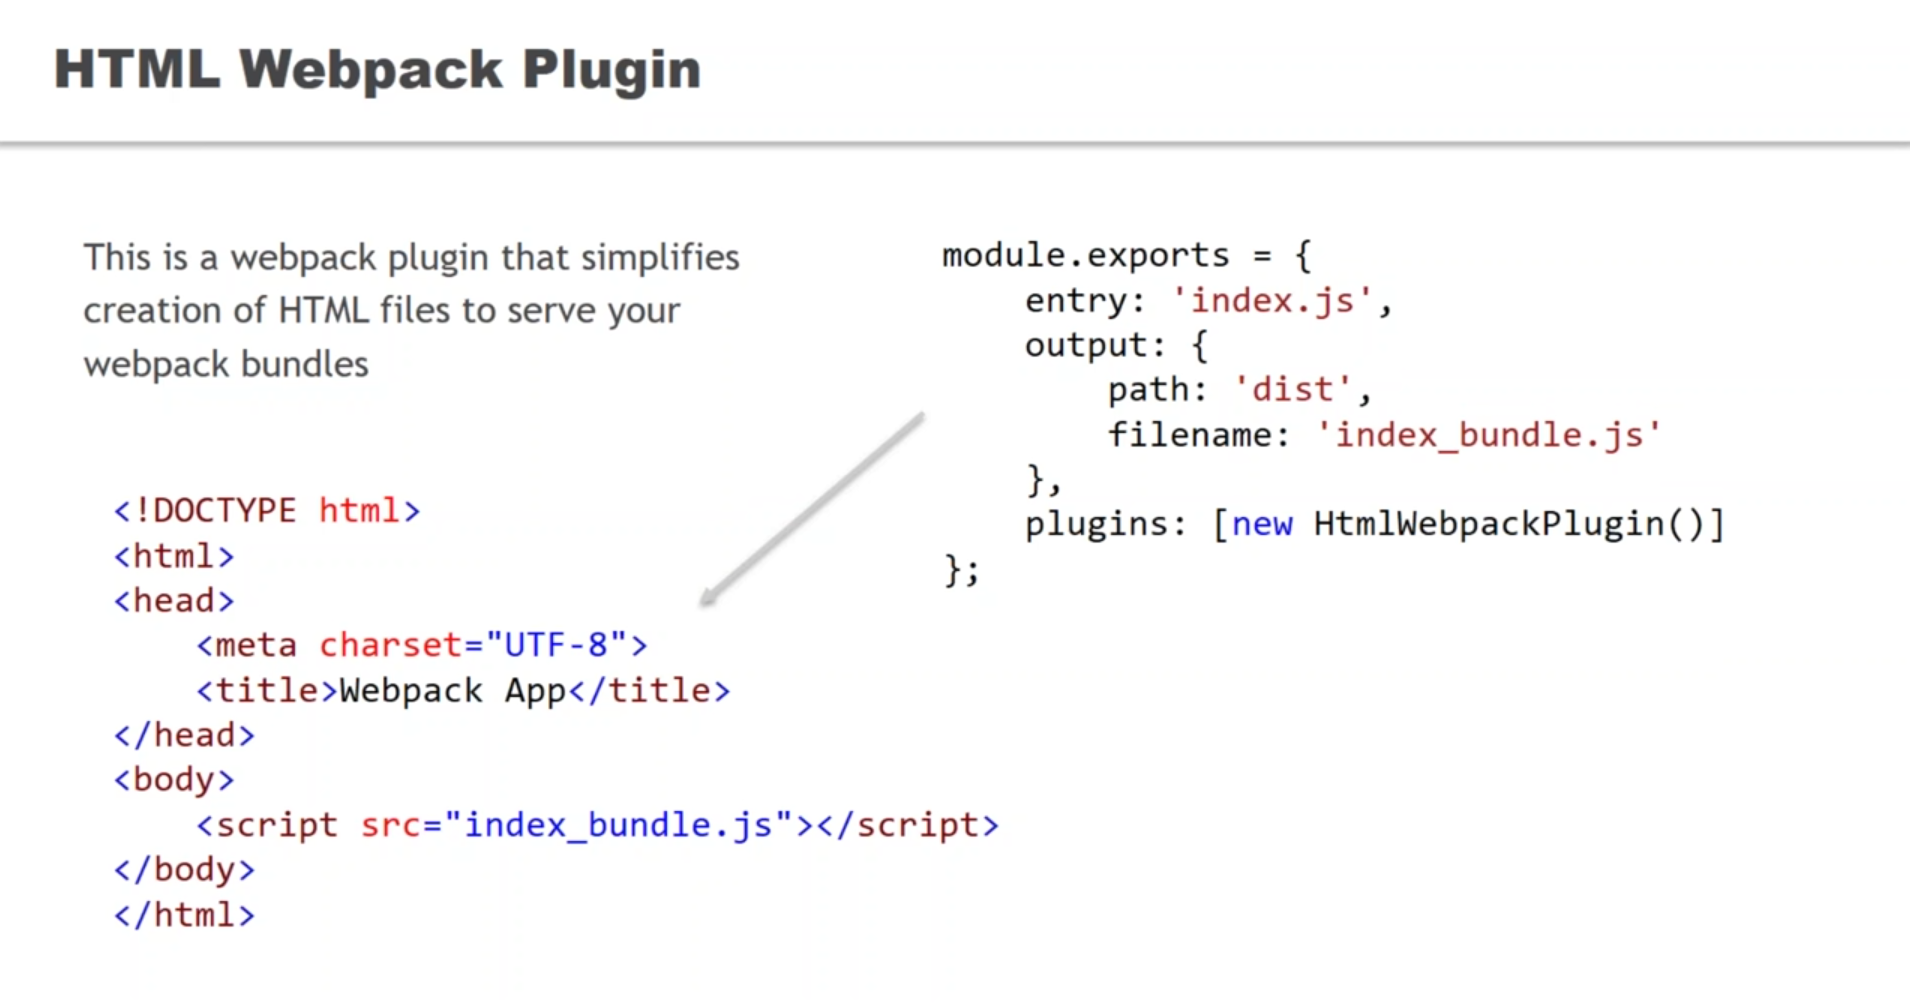 HTML Webpack Plugin
This is a webpack plugin that simplifies
creation of HTML files to serve your
webpack bundles
module.exports = {
    entry: 'index.js',
    output: {
        path: 'dist',
        filename: 'index_bundle.js'
    },
    plugins: [new HtmlWebpackPlugin()]
};
<!DOCTYPE html>
<html>
<head>
    <meta charset="UTF-8">
    <title>Webpack App</title>
</head>
<body>
    <script src="index_bundle.js"></script>
</body>
</html>